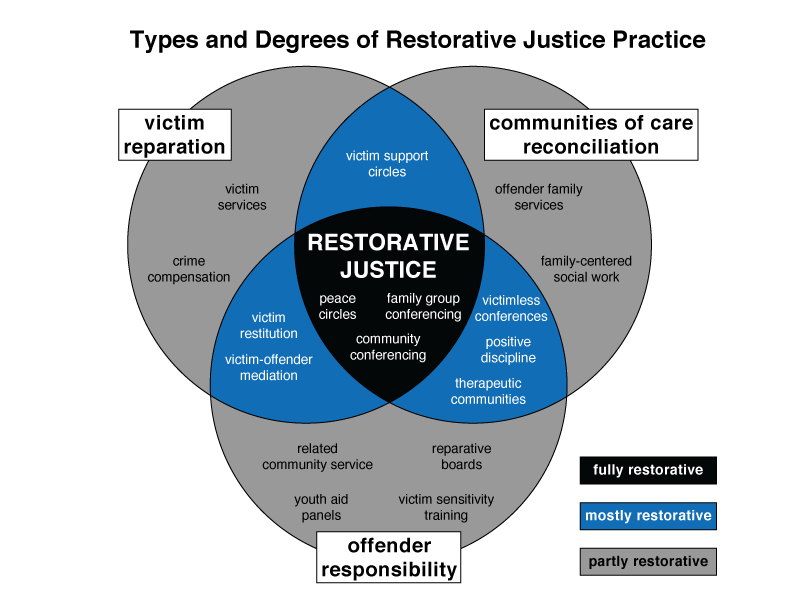 Types and Degrees of Restorative Justice Practice
victim
reparation
communities of care
reconciliation
victim support
circles
victim
services
offender family
services
crime
compensation
family-centered
social work
RESTORATIVE
JUSTICE
peace
circles
family group
conferencing
community
conferencing
victim
restitution
victim-offender
mediation
victimless
conferences
positive
discipline
therapeutic
communities
related
community service
reparative
boards
youth aid
panels
victim sensitivity
training
offender
responsibility
fully restorative
mostly restorative
partly restorative